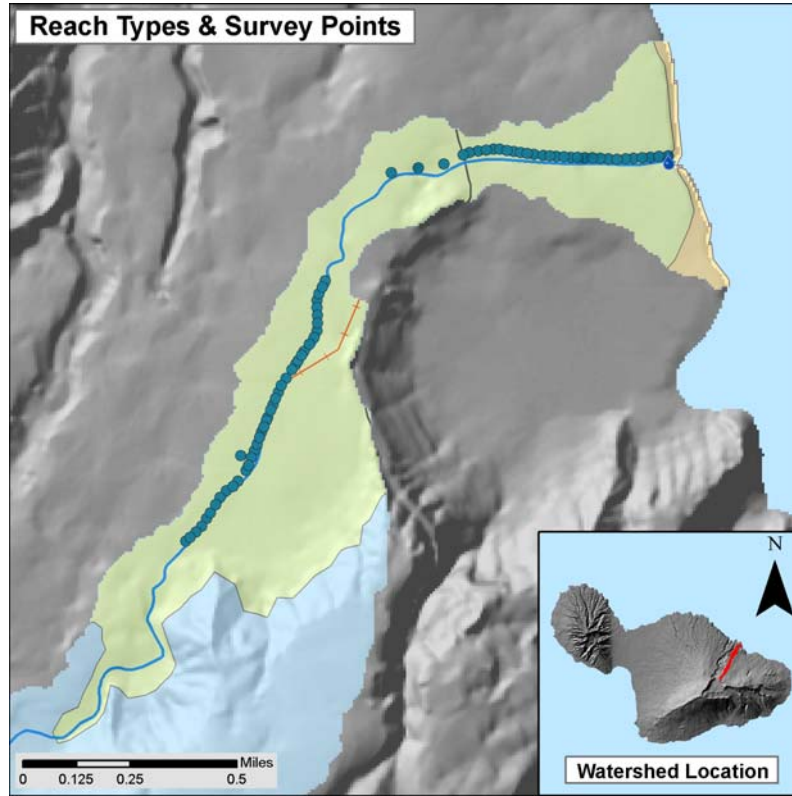 Reach Types & Survey Points
N
Miles
0 0.125 0.25 0.5
Watershed Location